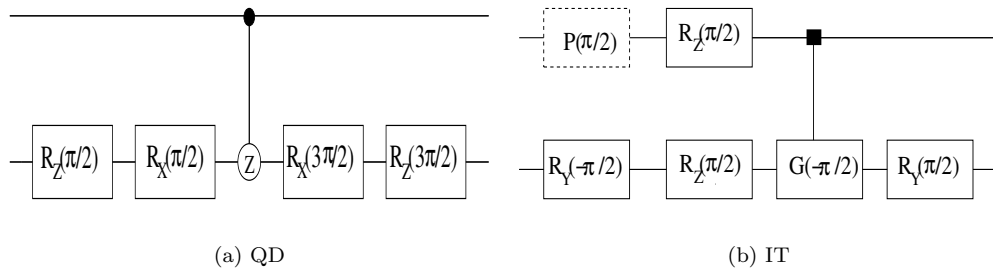 P(π/2) R_Z(π/2)
R_Z(π/2) R_X(π/2) Z R_X(3π/2) R_Z(3π/2)
R_Y(-π/2) R_Z(π/2) G(-π/2) R_Y(π/2)
(a) QD
(b) IT